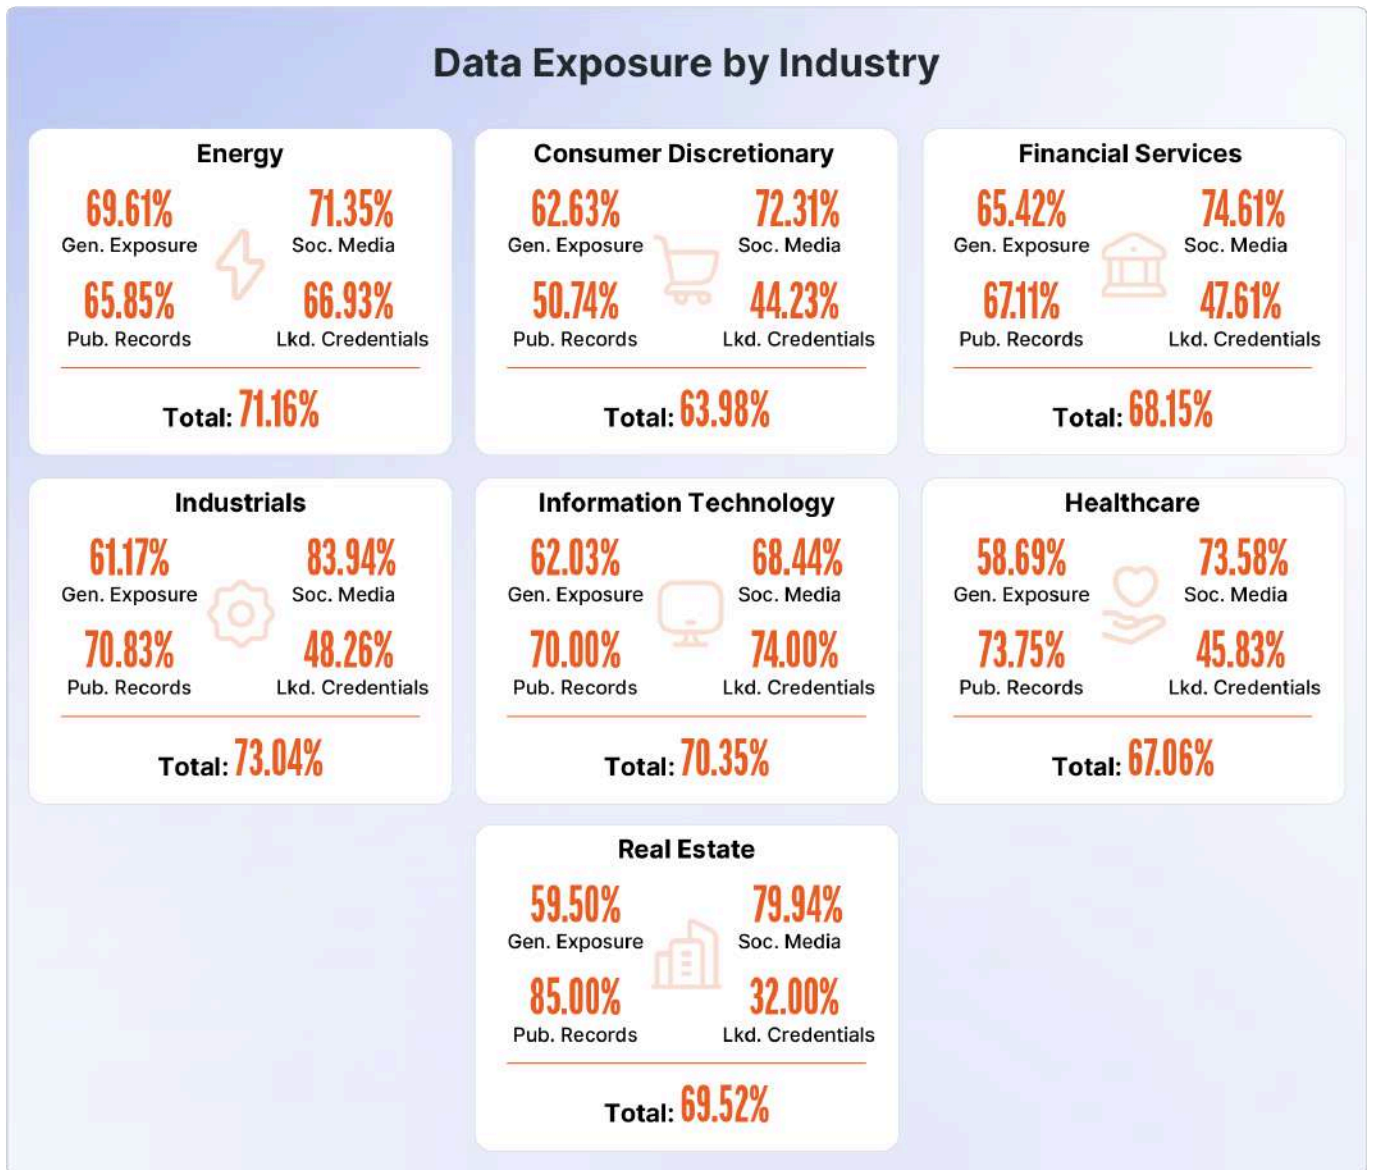 Data Exposure by Industry
Energy
69.61% 71.35%
Gen. Exposure Soc. Media
65.85% 66.93%
Pub. Records Lkd. Credentials
Total: 71.16%
Consumer Discretionary
62.63% 72.31%
Gen. Exposure Soc. Media
50.74% 44.23%
Pub. Records Lkd. Credentials
Total: 63.98%
Financial Services
65.42% 74.61%
Gen. Exposure Soc. Media
67.11% 47.61%
Pub. Records Lkd. Credentials
Total: 68.15%
Industrials
61.17% 83.94%
Gen. Exposure Soc. Media
70.83% 48.26%
Pub. Records Lkd. Credentials
Total: 73.04%
Information Technology
62.03% 68.44%
Gen. Exposure Soc. Media
70.00% 74.00%
Pub. Records Lkd. Credentials
Total: 70.35%
Healthcare
58.69% 73.58%
Gen. Exposure Soc. Media
73.75% 45.83%
Pub. Records Lkd. Credentials
Total: 67.06%
Real Estate
59.50% 79.94%
Gen. Exposure Soc. Media
85.00% 32.00%
Pub. Records Lkd. Credentials
Total: 69.52%